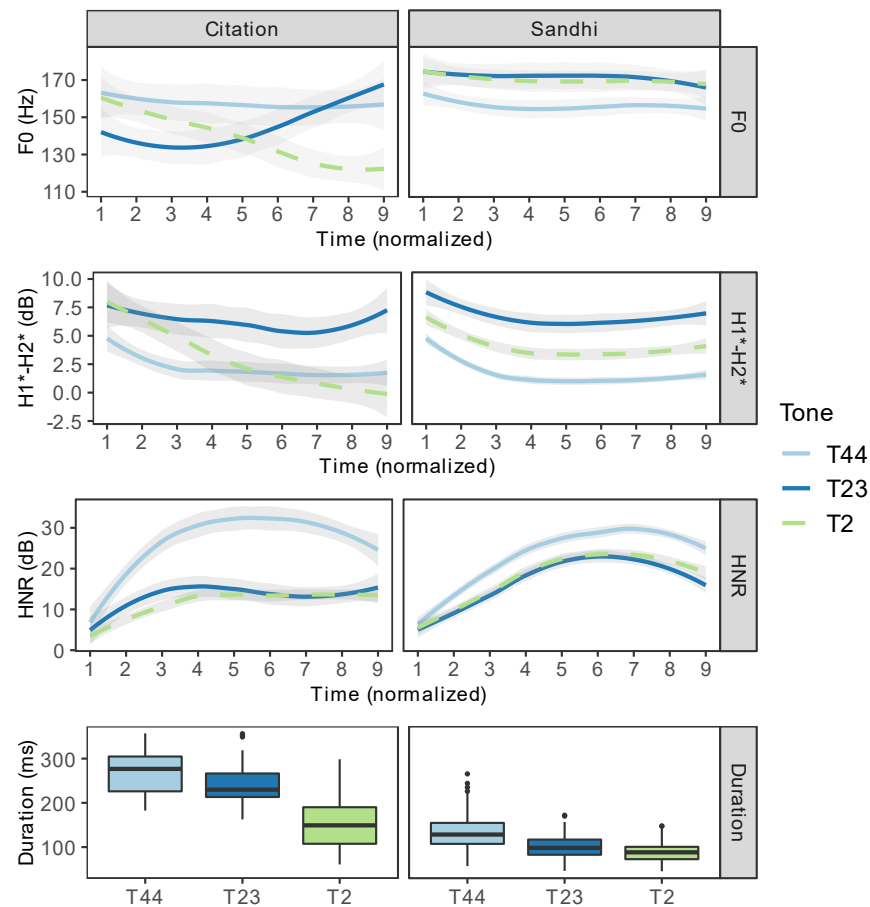 Citation Sandhi
F0 (Hz)
170
150
130
110
F0
1 2 3 4 5 6 7 8 9 1 2 3 4 5 6 7 8 9
Time (normalized)
H1*-H2* (dB)
10.0
7.5
5.0
2.5
0.0
-2.5
H1*-H2*
1 2 3 4 5 6 7 8 9 1 2 3 4 5 6 7 8 9
Time (normalized)
HNR (dB)
30
20
10
0
HNR
1 2 3 4 5 6 7 8 9 1 2 3 4 5 6 7 8 9
Time (normalized)
Duration (ms)
300
200
100
Duration
T44 T23 T2 T44 T23 T2
Tone
T44
T23
T2